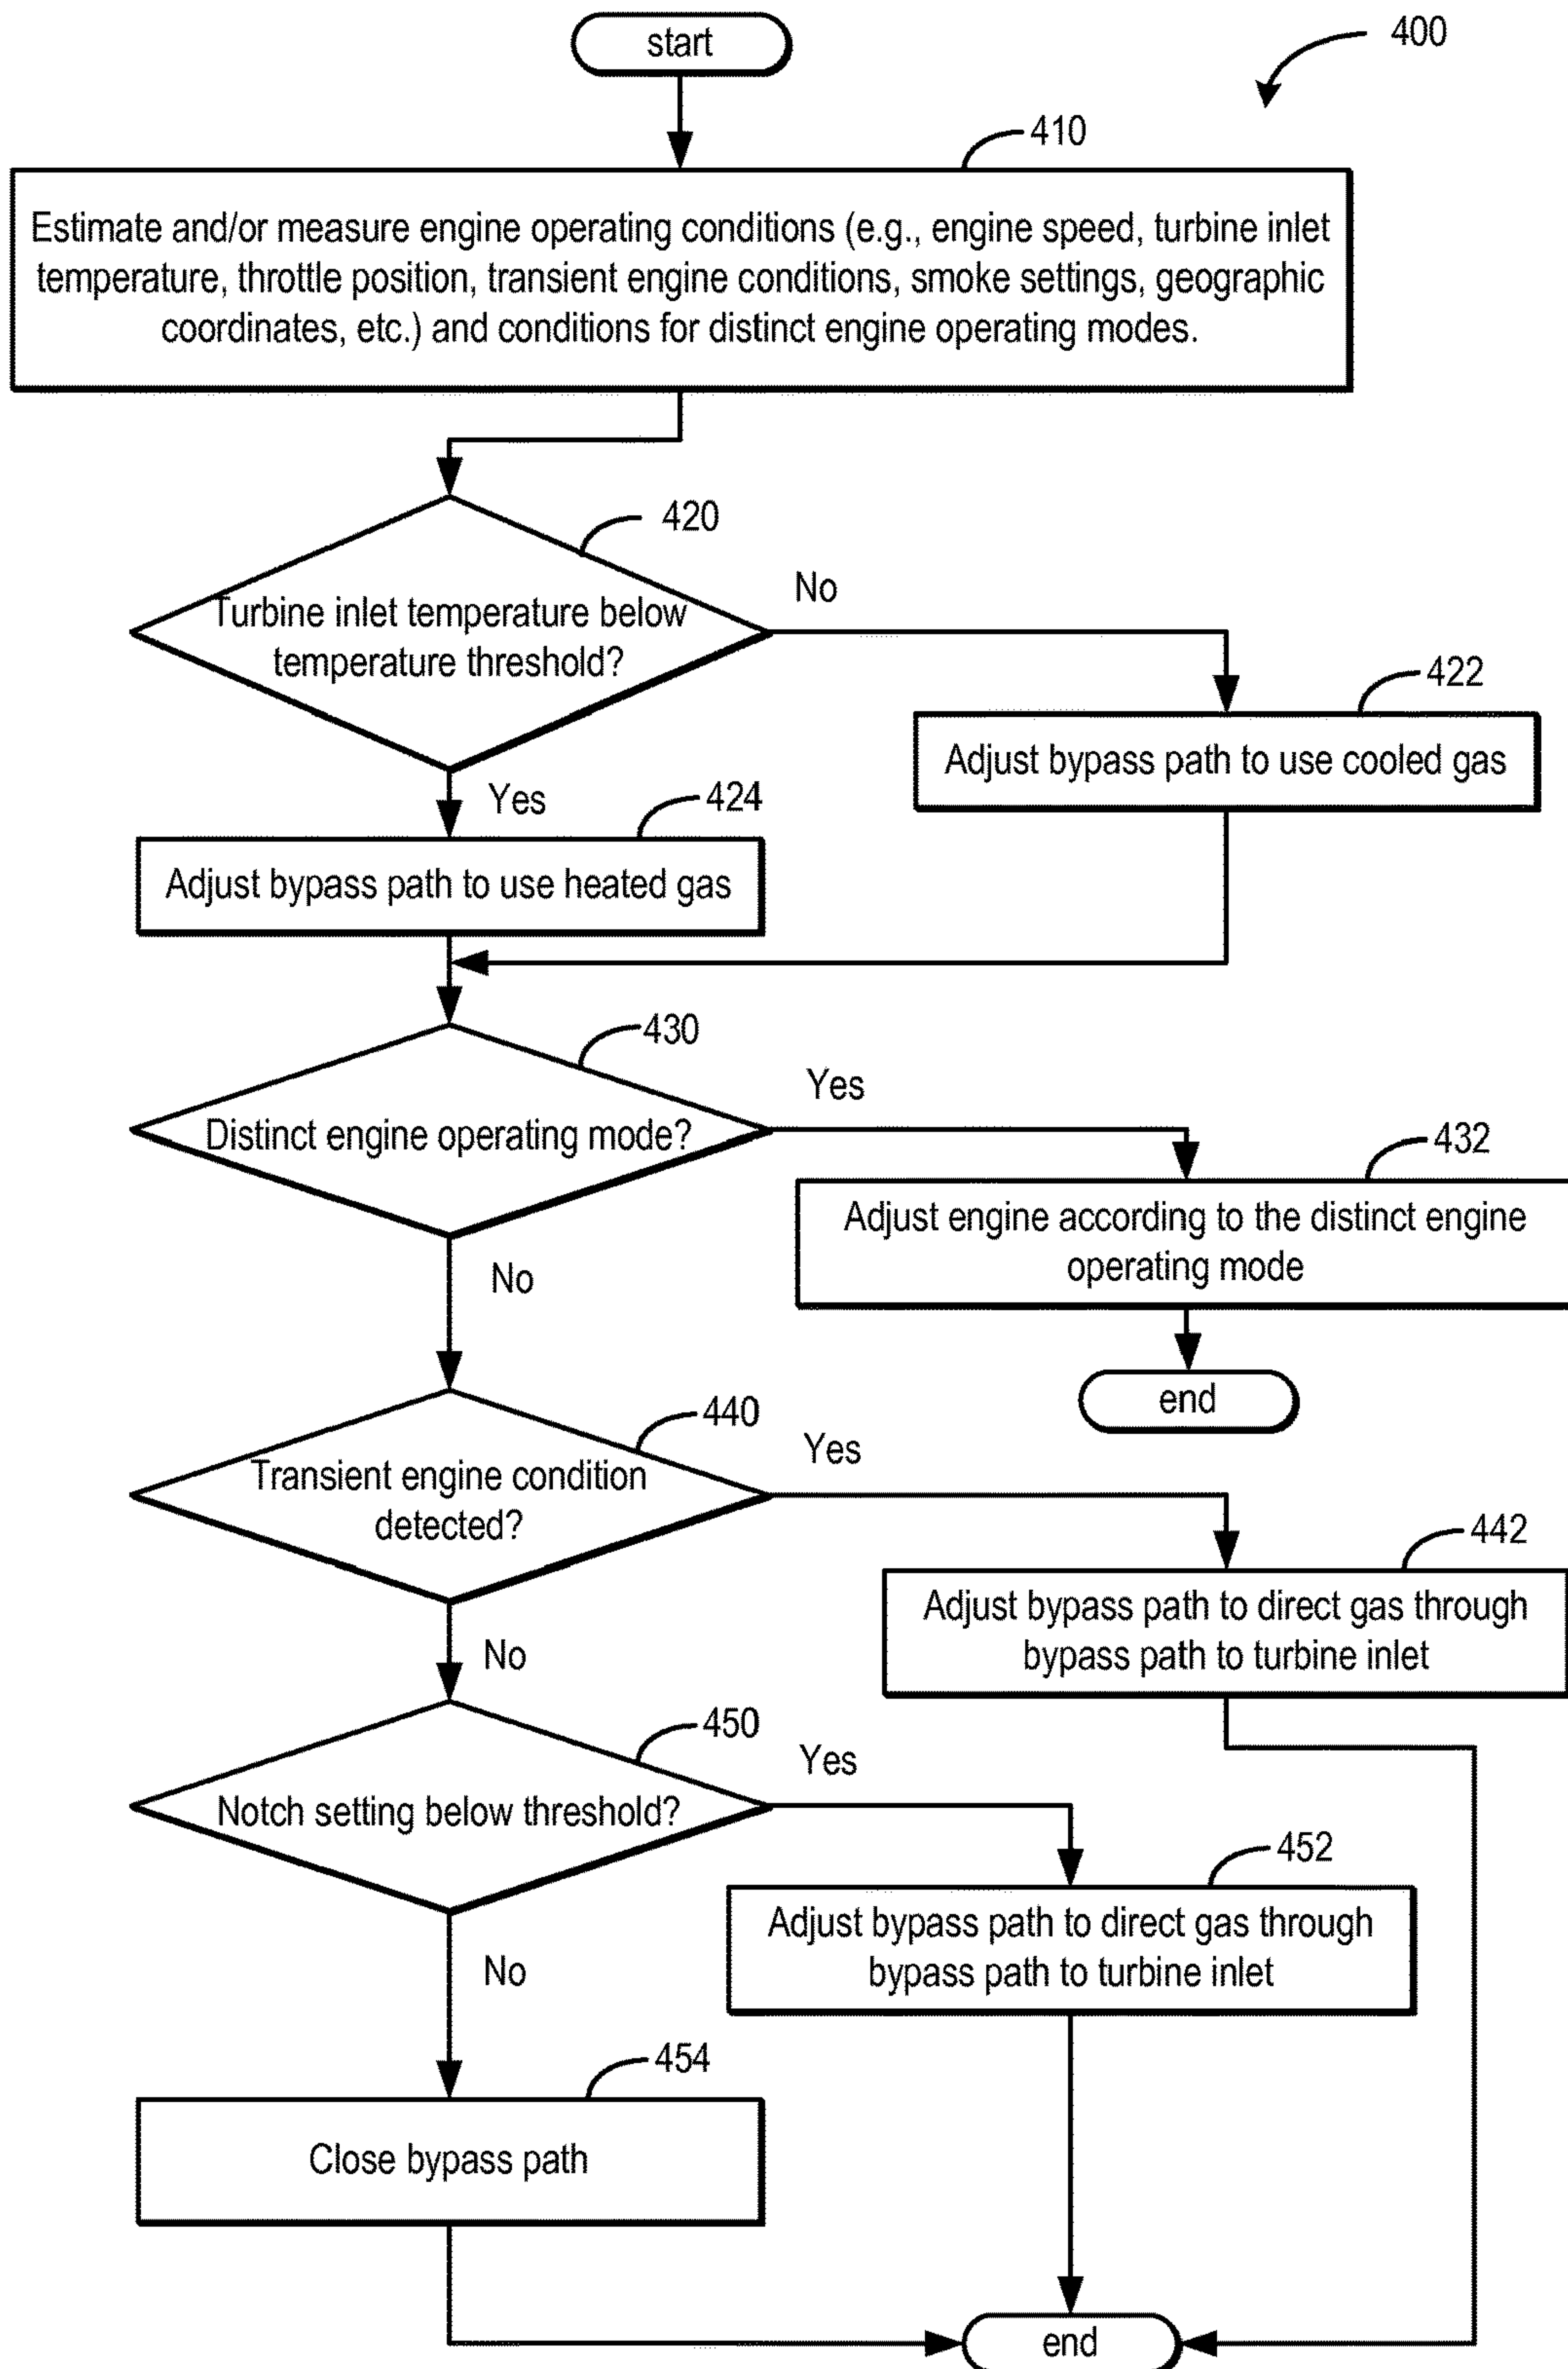 start
400
410
Estimate and/or measure engine operating conditions (e.g., engine speed, turbine inlet
temperature, throttle position, transient engine conditions, smoke settings, geographic
coordinates, etc.) and conditions for distinct engine operating modes.
420
No
Turbine inlet temperature below
temperature threshold?
422
Adjust bypass path to use cooled gas
Yes
424
Adjust bypass path to use heated gas
430
Yes
Distinct engine operating mode?
432
Adjust engine according to the distinct engine
operating mode
No
end
440
Yes
Transient engine condition
detected?
442
Adjust bypass path to direct gas through
bypass path to turbine inlet
No
450
Yes
Notch setting below threshold?
452
Adjust bypass path to direct gas through
bypass path to turbine inlet
No
454
Close bypass path
end